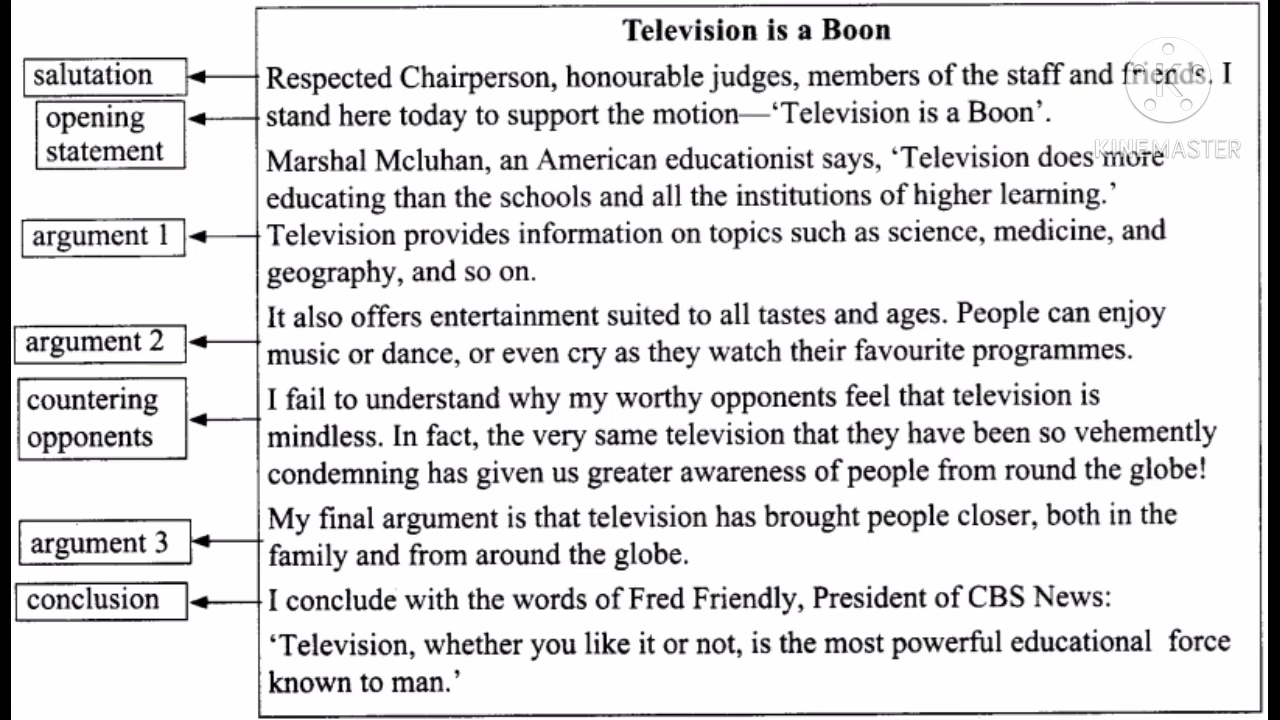 Television is a Boon
salutation
Respected Chairperson, honourable judges, members of the staff and friends. I
opening
statement
stand here today to support the motion—‘Television is a Boon’.
Marshal Mcluhan, an American educationist says, ‘Television does more
educating than the schools and all the institutions of higher learning.’
argument 1
Television provides information on topics such as science, medicine, and
geography, and so on.
argument 2
It also offers entertainment suited to all tastes and ages. People can enjoy
music or dance, or even cry as they watch their favourite programmes.
countering
opponents
I fail to understand why my worthy opponents feel that television is
mindless. In fact, the very same television that they have been so vehemently
condemning has given us greater awareness of people from round the globe!
argument 3
My final argument is that television has brought people closer, both in the
family and from around the globe.
conclusion
I conclude with the words of Fred Friendly, President of CBS News:
‘Television, whether you like it or not, is the most powerful educational force
known to man.’
K
KINEMASTER